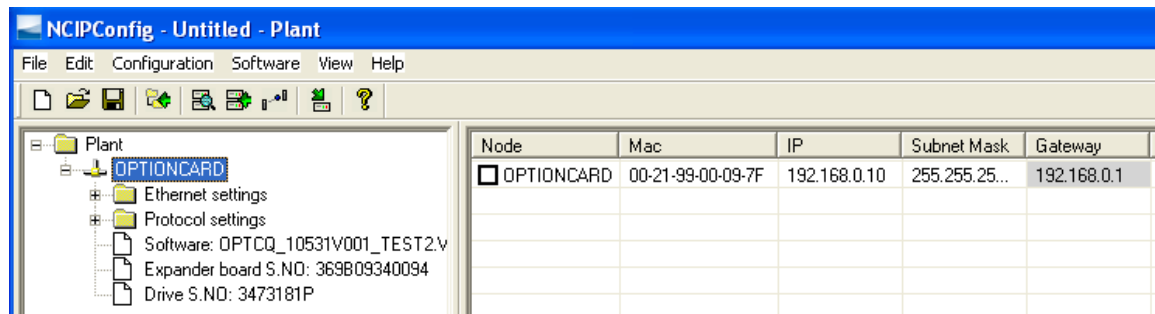 NCIPConfig - Untitled - Plant
File Edit Configuration Software View Help
Plant
OPTIONCARD
Ethernet settings
Protocol settings
Software: OPTCQ_10531V001_TEST2.V
Expander board S.NO: 369B09340094
Drive S.NO: 3473181P
Node Mac IP Subnet Mask Gateway
OPTIONCARD 00-21-99-00-09-7F 192.168.0.10 255.255.25... 192.168.0.1